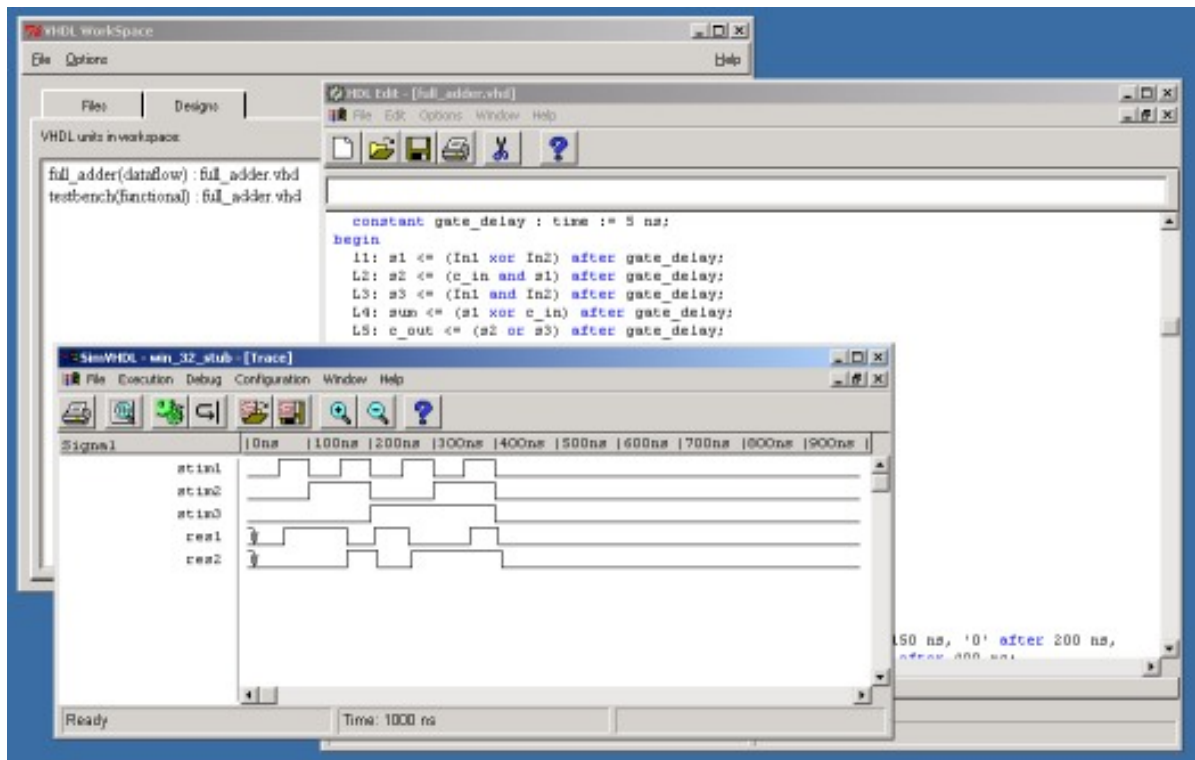 VHDL WorkSpace
File Options Help
Files Designs
VHDL units in workspace:
full_adder(dataflow) : full_adder.vhd
testbench(functional) : full_adder.vhd
HDL Edit - [full_adder.vhd]
File Edit Options Window Help
constant gate_delay : time := 5 ns;
begin
l1: s1 <= (In1 xor In2) after gate_delay;
L2: s2 <= (c_in and s1) after gate_delay;
L3: s3 <= (In1 and In2) after gate_delay;
L4: sum <= (s1 xor c_in) after gate_delay;
L5: c_out <= (s2 or s3) after gate_delay;
150 ns, '0' after 200 ns,
after 400 ns;
SimVHDL - win_32_stub - [Trace]
File Execution Debug Configuration Window Help
Signal |0ns |100ns |200ns |300ns |400ns |500ns |600ns |700ns |800ns |900ns |
stim1
stim2
stim3
res1
res2
Ready Time: 1000 ns